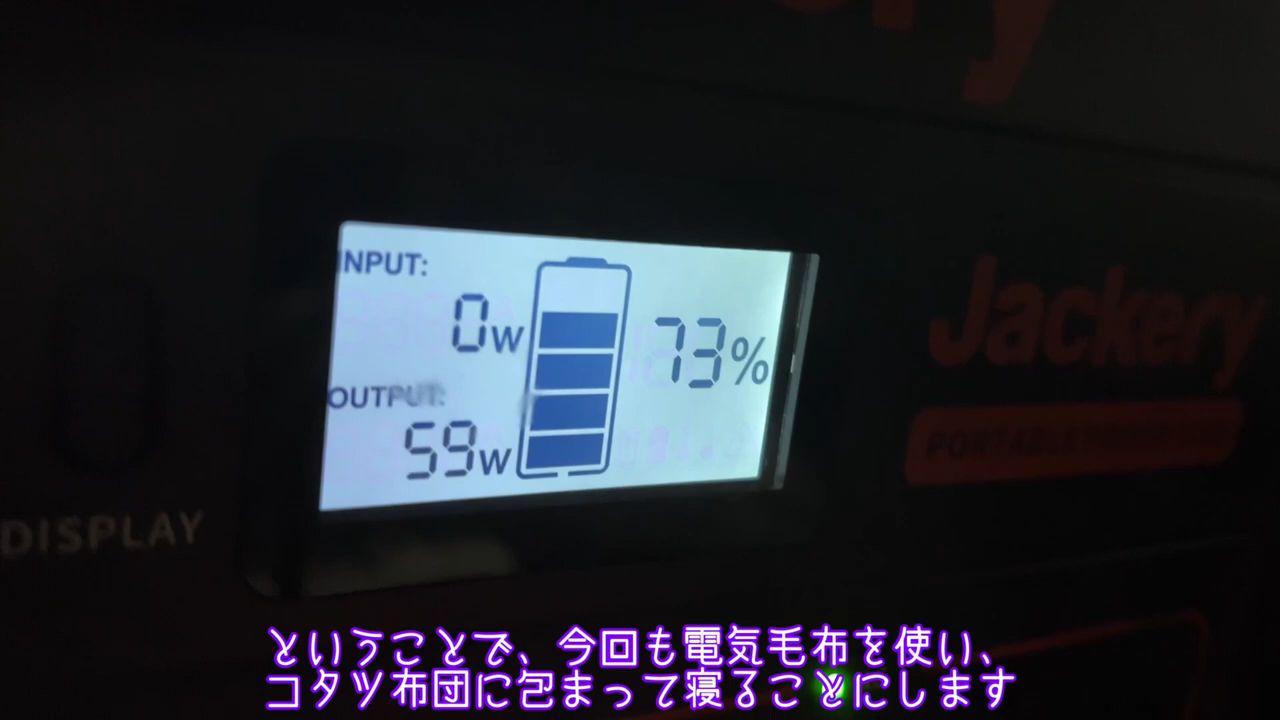 INPUT:
0w
OUTPUT:
59w
73%
Jackery
DISPLAY
ということで、今回も電気毛布を使い、
コタツ布団に包まって寝ることにします